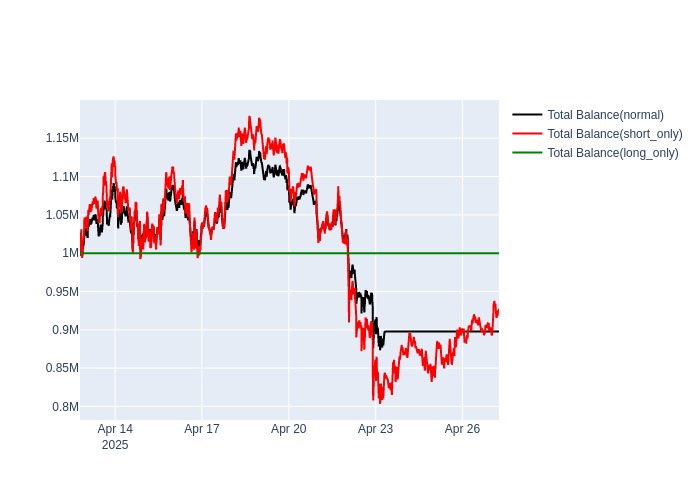 Total Balance(normal)
Total Balance(short_only)
Total Balance(long_only)
1.15M
1.1M
1.05M
1M
0.95M
0.9M
0.85M
0.8M
Apr 14
2025
Apr 17
Apr 20
Apr 23
Apr 26